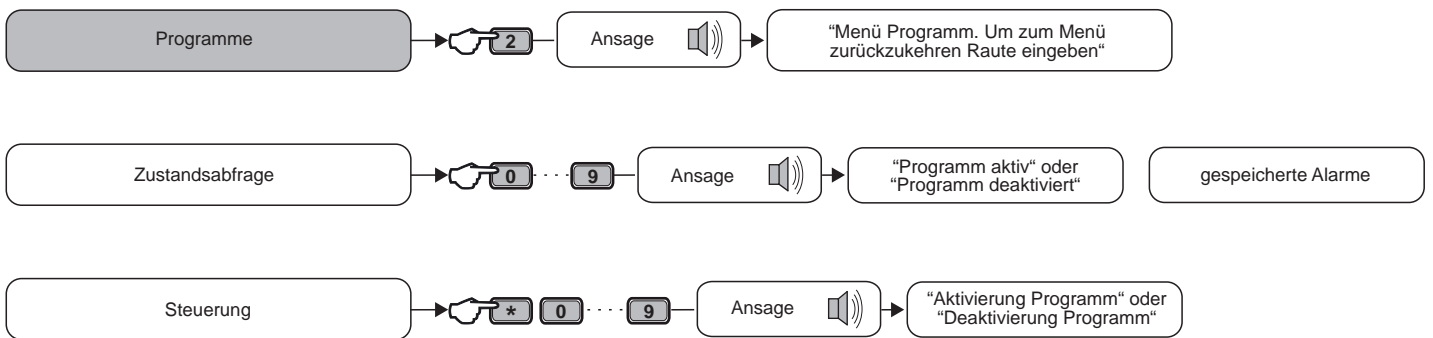 Programme
2
Ansage
“Menü Programm. Um zum Menü
zurückzukehren Raute eingeben“
Zustandsabfrage
0 · · · 9
Ansage
“Programm aktiv“ oder
“Programm deaktiviert“
gespeicherte Alarme
Steuerung
* 0 · · · · 9
Ansage
“Aktivierung Programm“ oder
“Deaktivierung Programm“